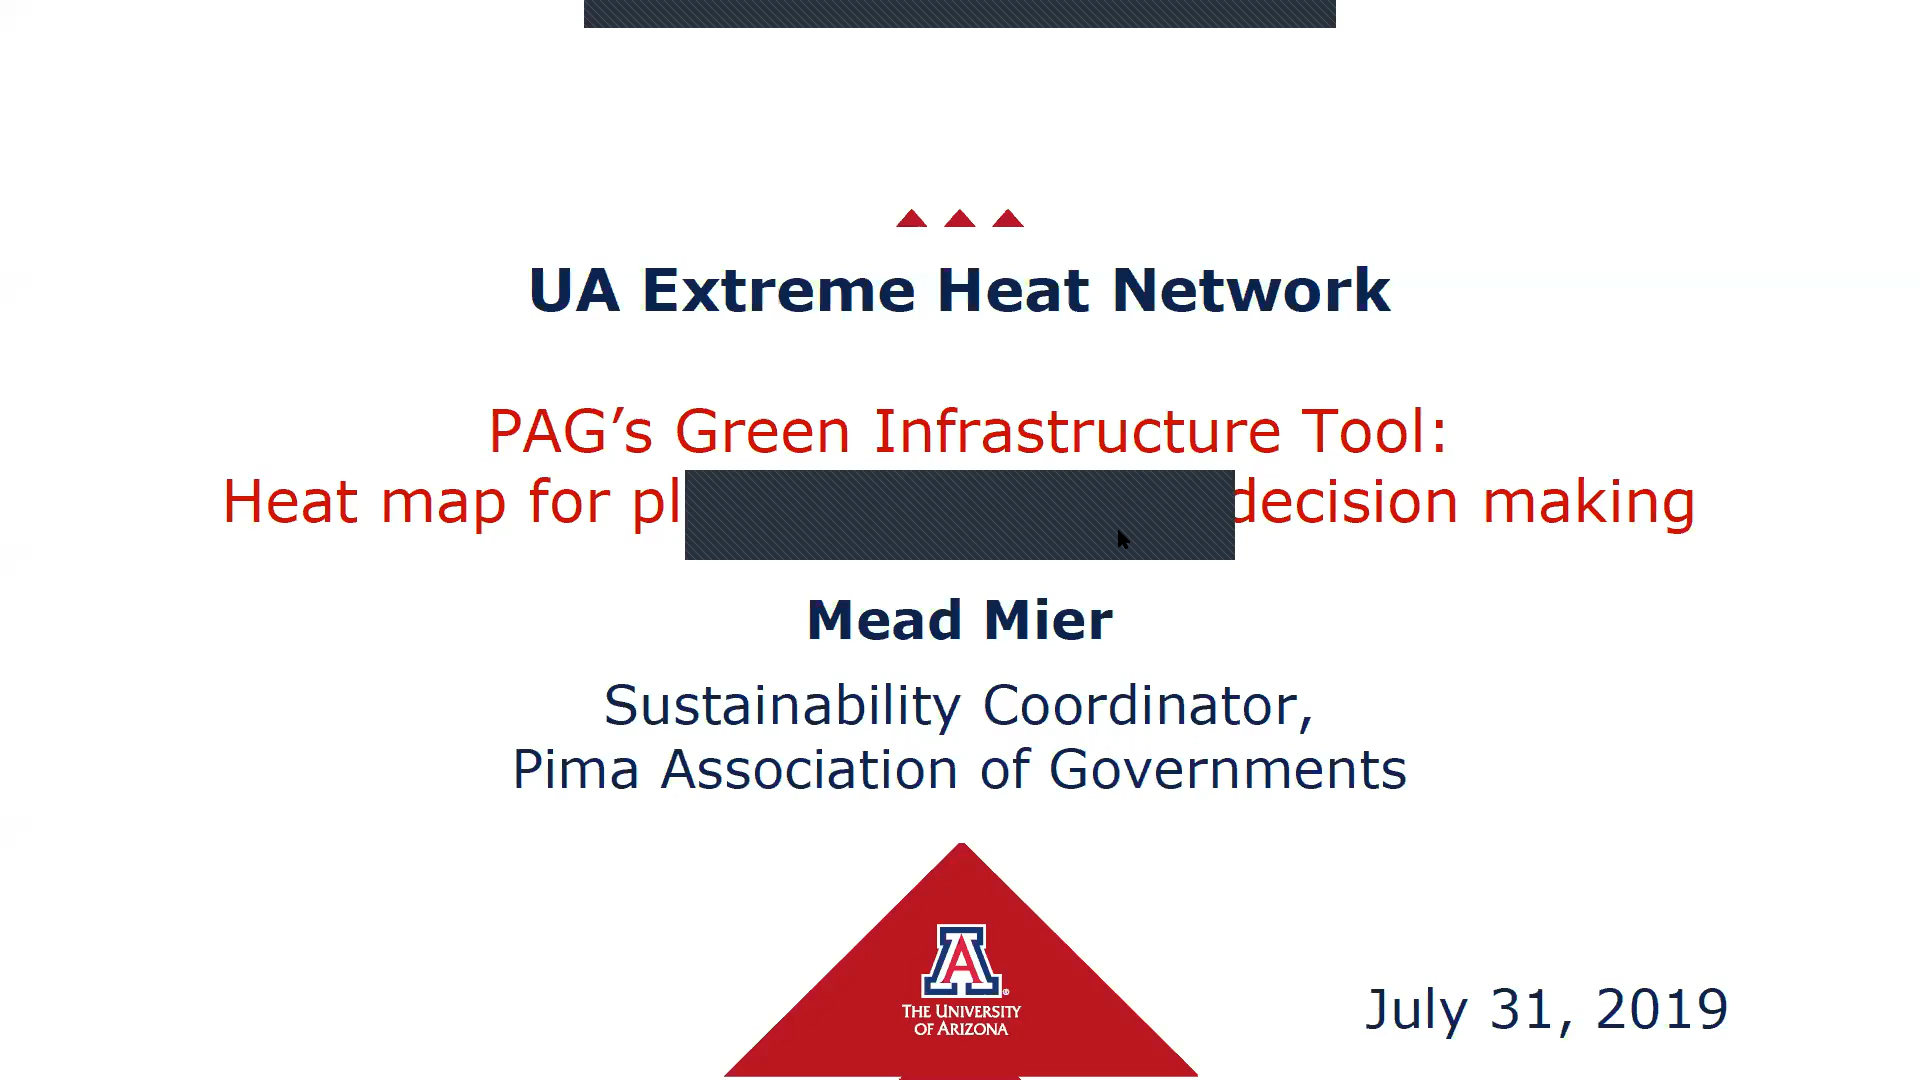 UA Extreme Heat Network
PAG’s Green Infrastructure Tool:
Heat map for pl decision making
Mead Mier
Sustainability Coordinator,
Pima Association of Governments
A
THE UNIVERSITY
OF ARIZONA
July 31, 2019